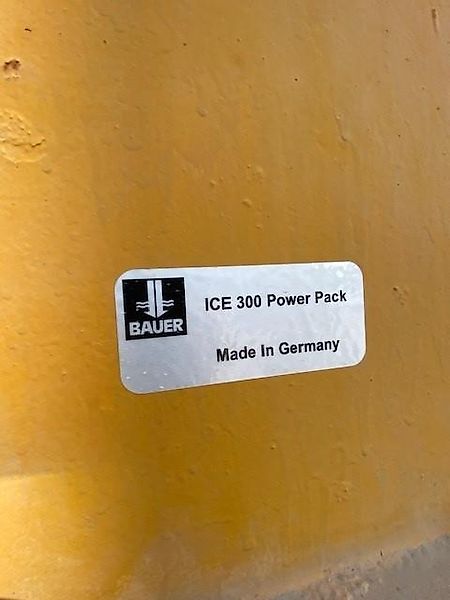 BAUER
ICE 300 Power Pack
Made In Germany